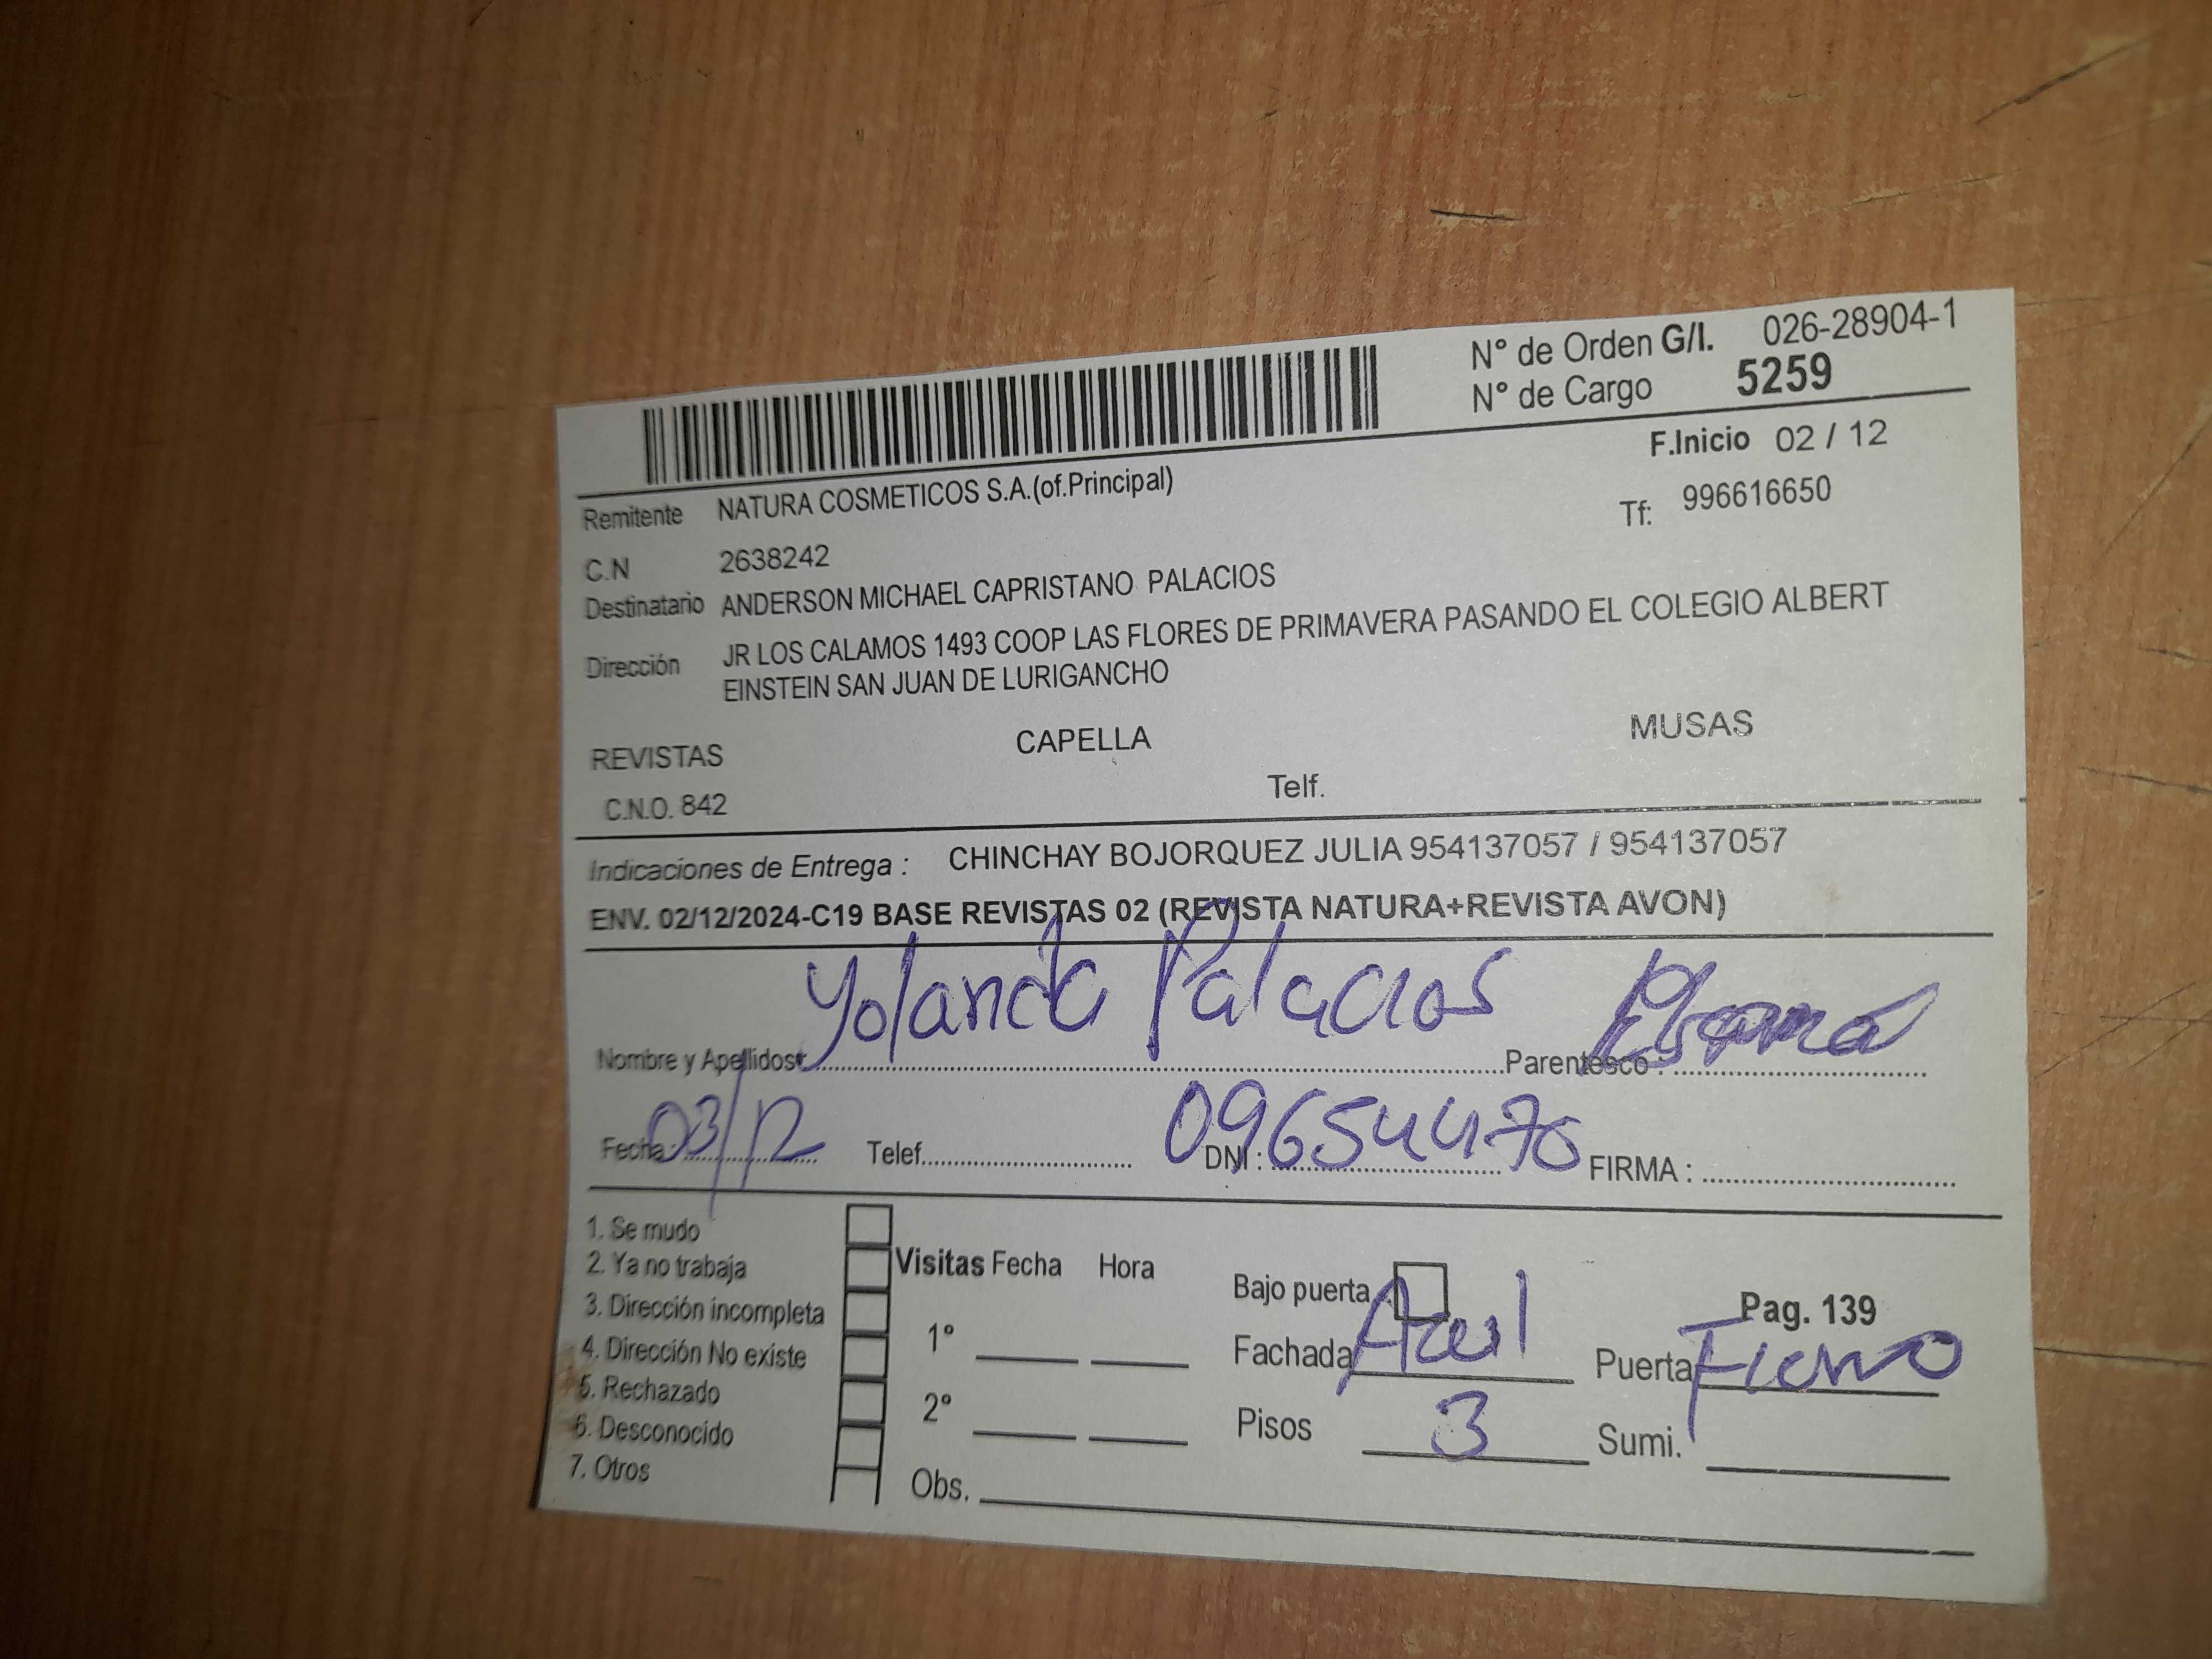 N° de Orden G/I. 026-28904-1
N° de Cargo 5259
F.Inicio 02 / 12
Remitente NATURA COSMETICOS S.A.(of.Principal)
Tf: 996616650
C.N 2638242
Destinatario ANDERSON MICHAEL CAPRISTANO PALACIOS
Dirección JR LOS CALAMOS 1493 COOP LAS FLORES DE PRIMAVERA PASANDO EL COLEGIO ALBERT
EINSTEIN SAN JUAN DE LURIGANCHO
REVISTAS CAPELLA MUSAS
C.N.O. 842 Telf.
Indicaciones de Entrega : CHINCHAY BOJORQUEZ JULIA 954137057 / 954137057
ENV. 02/12/2024-C19 BASE REVISTAS 02 (REVISTA NATURA+REVISTA AVON)
Nombre y Apellidos: Yolanda Palacios Parentesco :
Fecha: 03/12 Telef. DNI : 09654470 FIRMA :
1. Se mudo
2. Ya no trabaja
3. Dirección incompleta
4. Dirección No existe
5. Rechazado
6. Desconocido
7. Otros
Visitas Fecha Hora
1°
2°
Obs.
Bajo puerta
Pag. 139
Fachada Puerta
Pisos 3 Sumi.